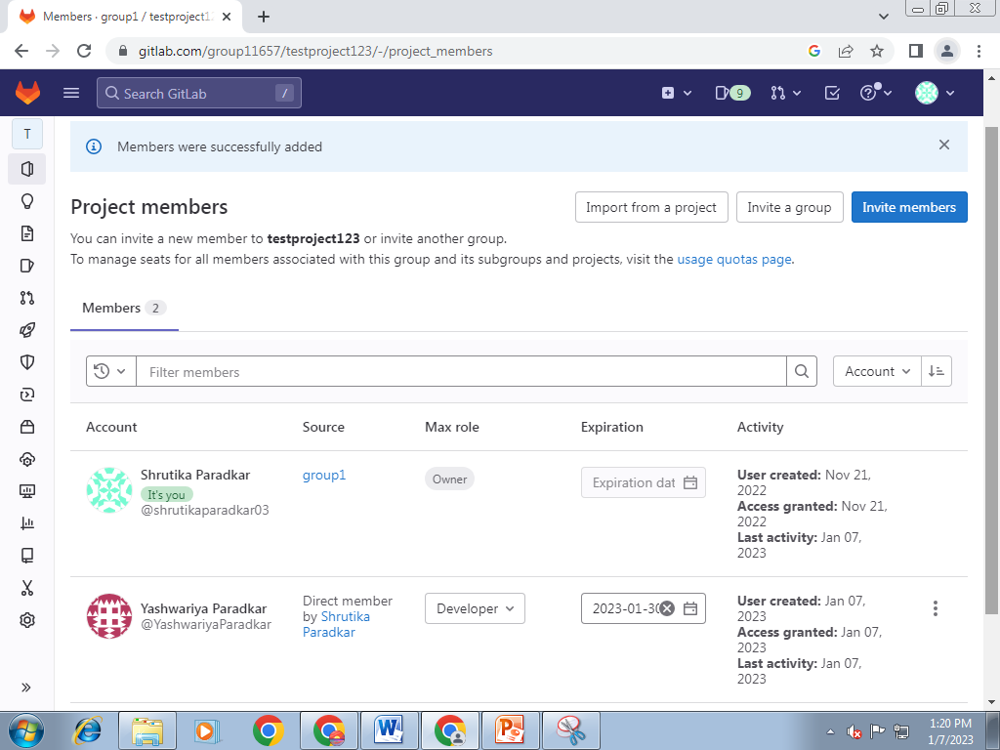 Members · group1 / testproject12
gitlab.com/group11657/testproject123/-/project_members
Search GitLab
/
9
T
Members were successfully added
Project members
Import from a project
Invite a group
Invite members
You can invite a new member to testproject123 or invite another group.
To manage seats for all members associated with this group and its subgroups and projects, visit the usage quotas page.
Members 2
Filter members
Account
Account Source Max role Expiration Activity
Shrutika Paradkar
It's you
@shrutikaparadkar03
group1
Owner
Expiration dat
User created: Nov 21,
2022
Access granted: Nov 21,
2022
Last activity: Jan 07,
2023
Yashwariya Paradkar
@YashwariyaParadkar
Direct member
by Shrutika
Paradkar
Developer
2023-01-30
User created: Jan 07,
2023
Access granted: Jan 07,
2023
Last activity: Jan 07,
2023
1:20 PM
1/7/2023